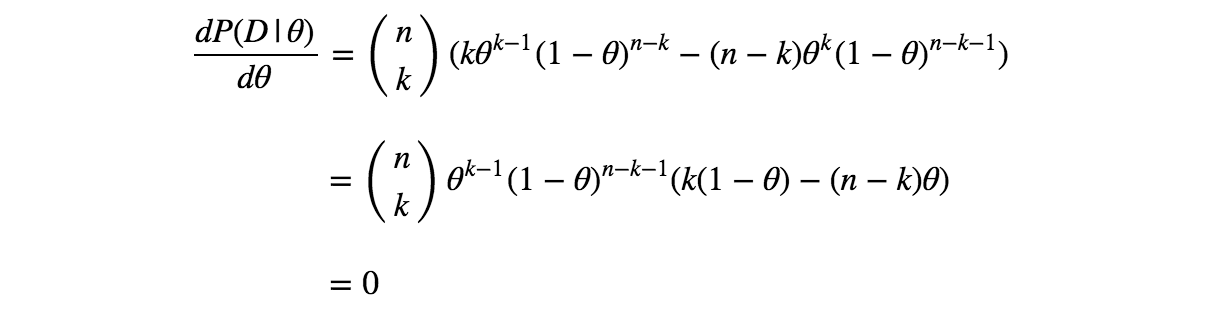 dP(D|θ)/dθ = (n k) (kθ^{k−1}(1 − θ)^{n−k} − (n − k)θ^k(1 − θ)^{n−k−1})
= (n k) θ^{k−1}(1 − θ)^{n−k−1}(k(1 − θ) − (n − k)θ)
= 0